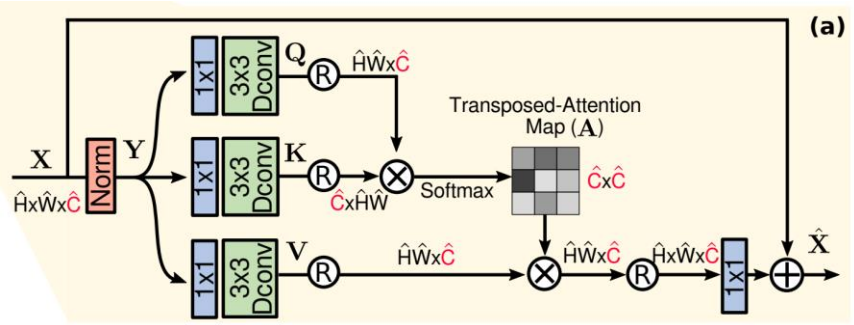 (a)
1x1
3x3
Dconv
Q
R
ĤŴxĈ
Transposed-Attention
Map (A)
X
ĤxŴxĈ
Norm
Y
1x1
3x3
Dconv
K
R
ĈxĤŴ
Softmax
ĈxĈ
1x1
3x3
Dconv
V
R
ĤŴxĈ
ĤŴxĈ
R
ĤxŴxĈ
1x1
X̂